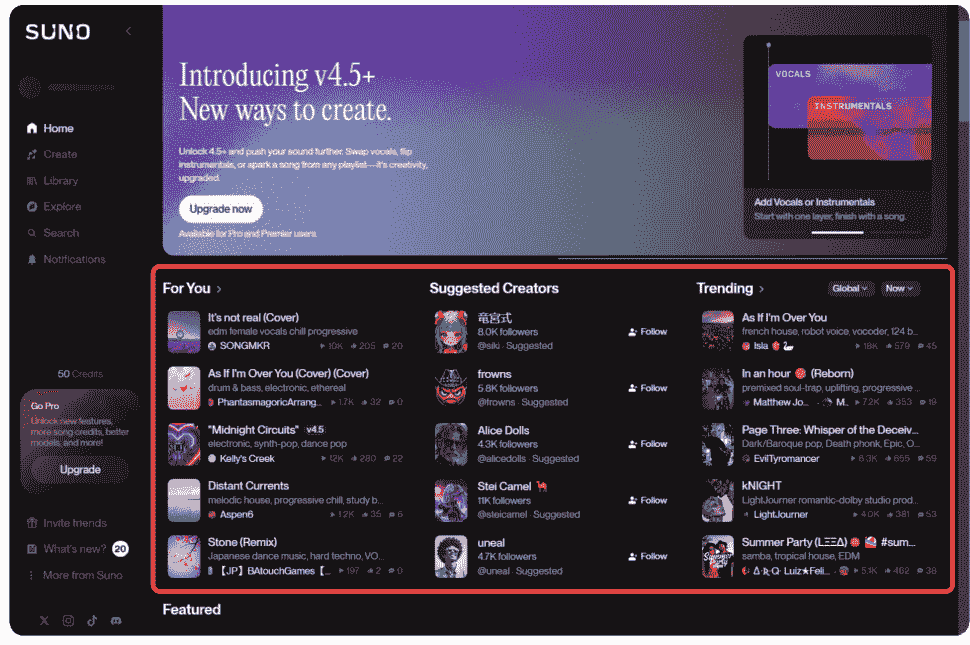 SUNO
Home
Create
Library
Explore
Search
Notifications
50 Credits
Go Pro
Unlock new features,
more song credits, better
models, and more!
Upgrade
Invite friends
What's new? 20
More from Suno
Introducing v4.5+
New ways to create.
Unlock 4.5+ and push your sound further. Swap vocals, flip
instrumentals, or spark a song from any playlist—it's creativity,
upgraded.
Upgrade now
Available for Pro and Premier users.
VOCALS
INSTRUMENTALS
Add Vocals or Instrumentals
Start with one layer, finish with a song.
For You
It's not real (Cover)
edm female vocals chill progressive
SONGMKR 10K 205 20
As If I'm Over You (Cover) (Cover)
drum & bass, electronic, ethereal
PhantasmagoricArrang... 1.7K 32 0
"Midnight Circuits" v4.5
electronic, synth-pop, dance pop
Kelly's Creek 12K 280 22
Distant Currents
melodic house, progressive chill, study b...
Aspen6 1.2K 35 6
Stone (Remix)
Japanese dance music, hard techno, VO...
【JP】BAtouchGames【... 197 2 0
Suggested Creators
竜宮式
8.0K followers
@siki · Suggested
Follow
frowns
5.8K followers
@frowns · Suggested
Follow
Alice Dolls
4.3K followers
@alicedolls · Suggested
Follow
Stei Camel 🐪
11K followers
@steicamel · Suggested
Follow
uneal
4.7K followers
@uneal · Suggested
Follow
Trending
Global
Now
As If I'm Over You
french house, robot voice, vocoder, 124 b...
Isla 18K 579 45
In an hour (Reborn)
premixed soul-trap, uplifting, progressive ...
Matthew Jo... · M.. 7.2K 353 19
Page Three: Whisper of the Deceiv...
Dark/Baroque pop, Death phonk, Epic, O...
EvilTyromancer 6.3K 655 59
kNIGHT
LightJourner romantic-dolby studio prod...
LightJourner 4.0K 381 53
Summer Party (LΞΞΔ) #sum...
samba, tropical house, EDM
Luiz★Feli... 5.1K 462 38
Featured